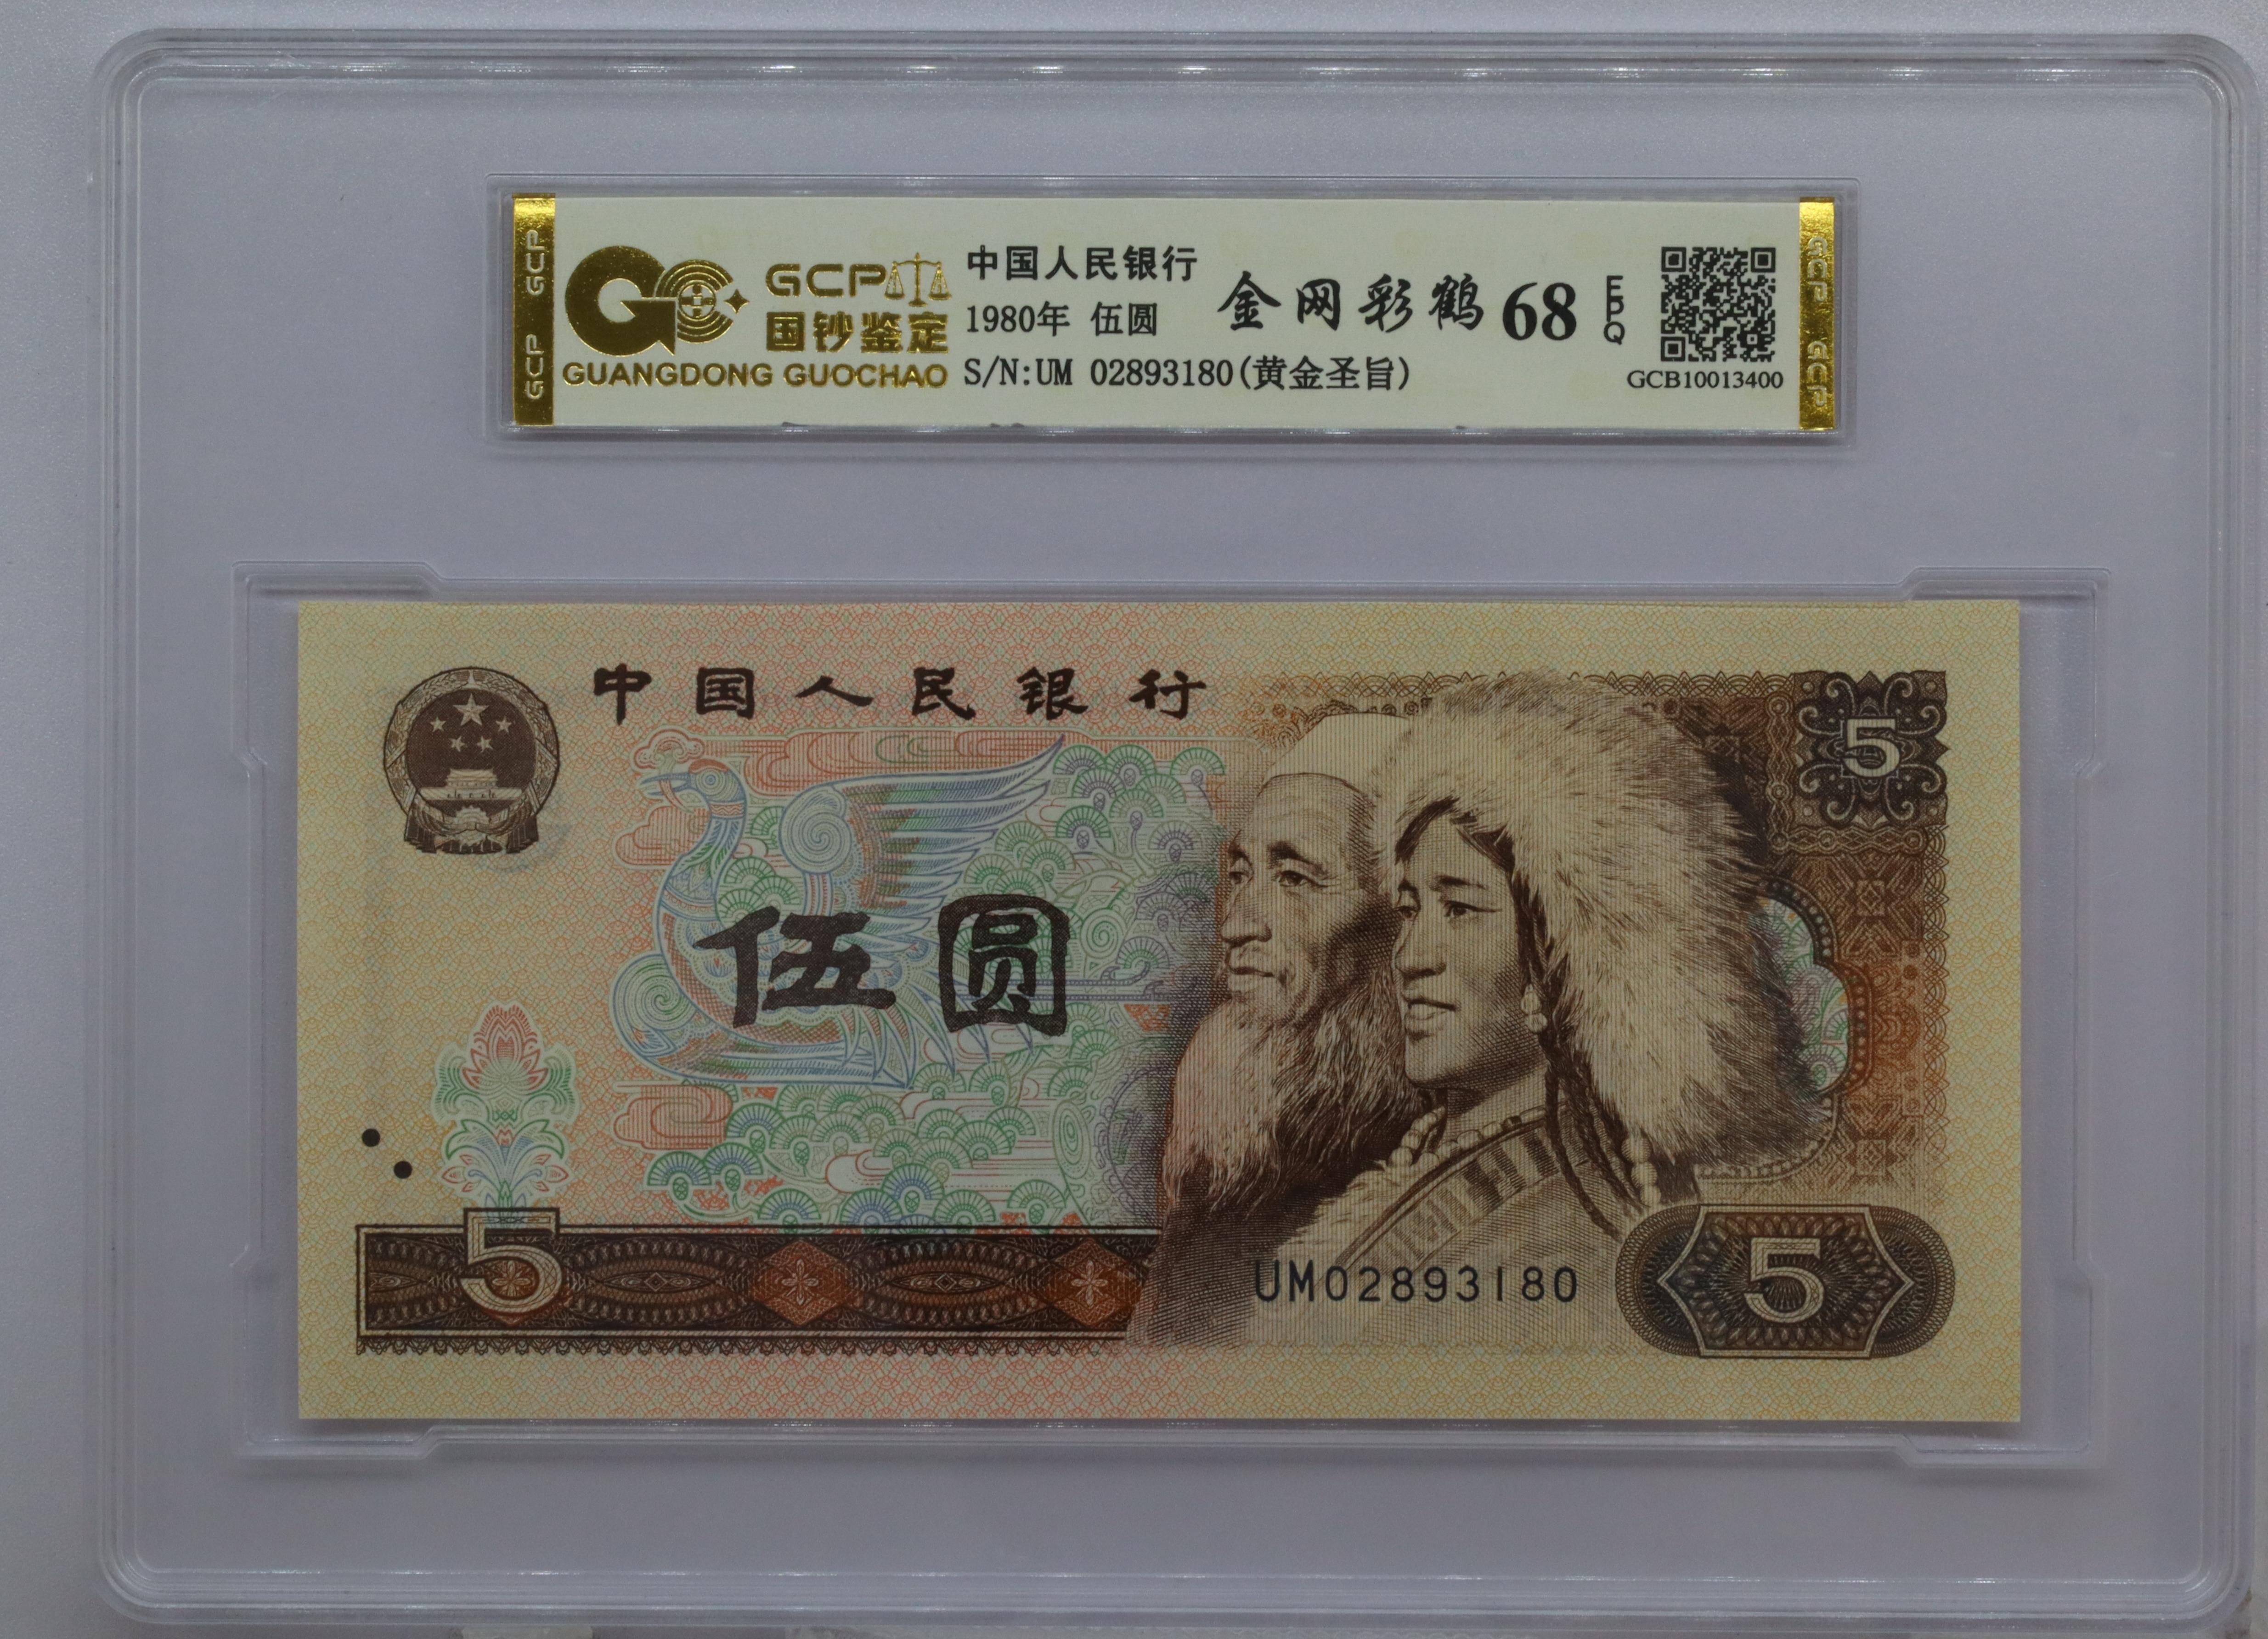 GCP GCP
GCP
国钞鉴定
GUANGDONG GUOCHAO
中国人民银行
1980年 伍圆
S/N:UM 02893180(黄金圣旨)
金网彩鹤 68 EPQ
GCB10013400
GCP GCP
中国人民银行
5
伍圆
5
UM02893180
5